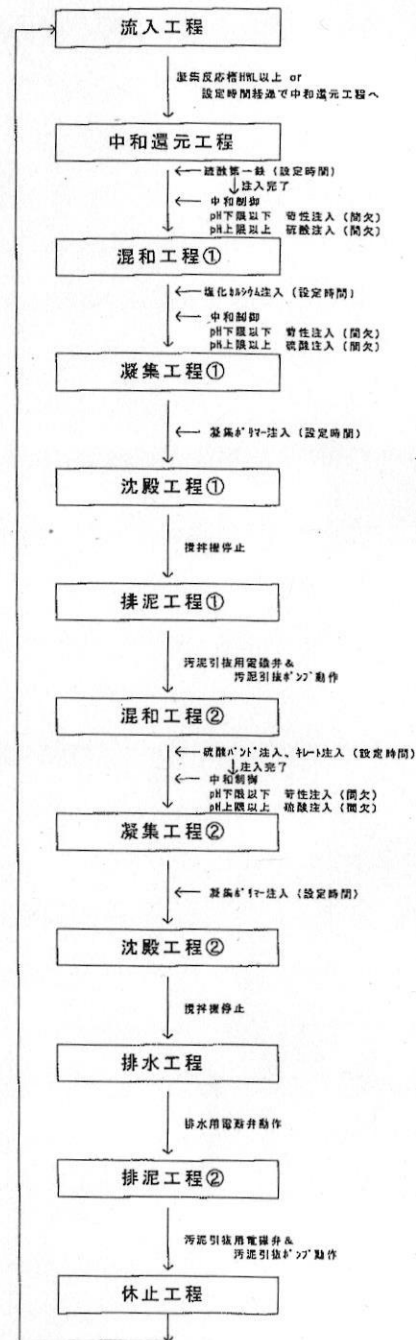 流入工程
凝集反応槽HWL以上 or
設定時間経過で中和還元工程へ
中和還元工程
硫酸第一鉄（設定時間）
注入完了
中和制御
pH下限以下 苛性注入（間欠）
pH上限以上 硫酸注入（間欠）
混和工程①
塩化ｶﾙｼｳﾑ注入（設定時間）
中和制御
pH下限以下 苛性注入（間欠）
pH上限以上 硫酸注入（間欠）
凝集工程①
凝集ﾎﾟﾘﾏｰ注入（設定時間）
沈殿工程①
撹拌機停止
排泥工程①
汚泥引抜用電磁弁＆
汚泥引抜ﾎﾟﾝﾌﾟ動作
混和工程②
硫酸ﾊﾞﾝﾄﾞ注入、ｷﾚｰﾄ注入（設定時間）
注入完了
中和制御
pH下限以下 苛性注入（間欠）
pH上限以上 硫酸注入（間欠）
凝集工程②
凝集ﾎﾟﾘﾏｰ注入（設定時間）
沈殿工程②
撹拌機停止
排水工程
排水用電磁弁動作
排泥工程②
汚泥引抜用電磁弁＆
汚泥引抜ﾎﾟﾝﾌﾟ動作
休止工程